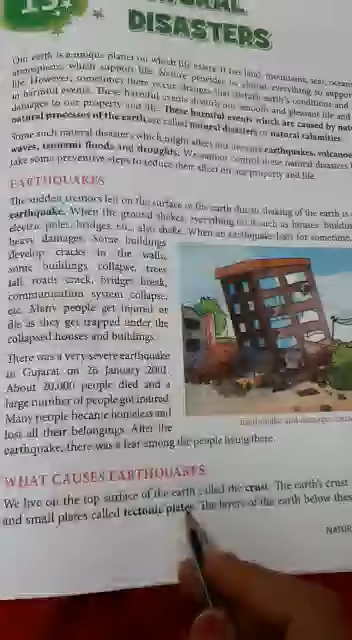 DISASTERS
Our earth is a unique planet on which life exists. It has land, mountains, seas, oceans
atmosphere which support life. Nature provides us almost everything to support
life. However, sometimes there occur changes that disturb earth's conditions and
or harmful events. These harmful events disturb our smooth and pleasant life and
damages to our property and life. These harmful events which are caused by natu
natural processes of the earth are called natural disasters or natural calamities.
Some such natural disasters which might affect our lives are earthquakes, volcanoe
waves, tsunami floods and droughts. We cannot control these natural disasters
take some preventive steps to reduce their effect on our property and life.
EARTHQUAKES
The sudden tremors felt on the surface of the earth due to shaking of the earth is c
earthquake. When the ground shakes, everything on it such as houses, buildin
electric poles, bridges, etc., also shake. When an earthquake lasts for sometime,
heavy damages. Some buildings
develop cracks in the walls,
some buildings collapse, trees
fall, roads crack, bridges break,
communication system collapse,
etc. Many people get injured or
die as they get trapped under the
collapsed houses and buildings.
There was a very severe earthquake
in Gujarat on 26 January 2001.
About 20,000 people died and a
large number of people got injured.
Many people became homeless and
lost all their belongings. After the
earthquake, there was a fear among the people living there.
Earthquake and damages caus
WHAT CAUSES EARTHQUAKES
We live on the top surface of the earth called the crust. The earth's crust
and small plates called tectonic plates. The layers of the earth below thes
NATUR